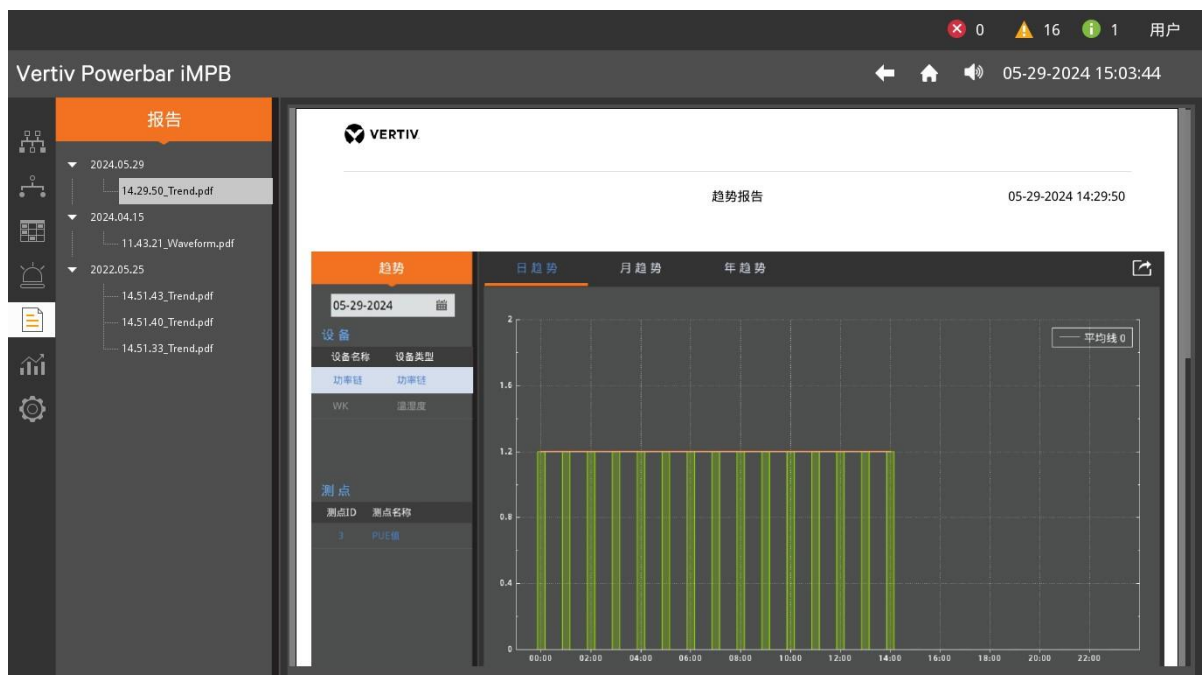 0 16 1 用户
Vertiv Powerbar iMPB 05-29-2024 15:03:44
报告
2024.05.29
14.29.50_Trend.pdf
2024.04.15
11.43.21_Waveform.pdf
2022.05.25
14.51.43_Trend.pdf
14.51.40_Trend.pdf
14.51.33_Trend.pdf
VERTIV
趋势报告 05-29-2024 14:29:50
趋势 日趋势 月趋势 年趋势
05-29-2024
设备
设备名称 设备类型
功率链 功率链
WK 温湿度
测点
测点ID 测点名称
3 PUE值
平均线 0
2
1.6
1.2
0.8
0.4
0
00:00 02:00 04:00 06:00 08:00 10:00 12:00 14:00 16:00 18:00 20:00 22:00